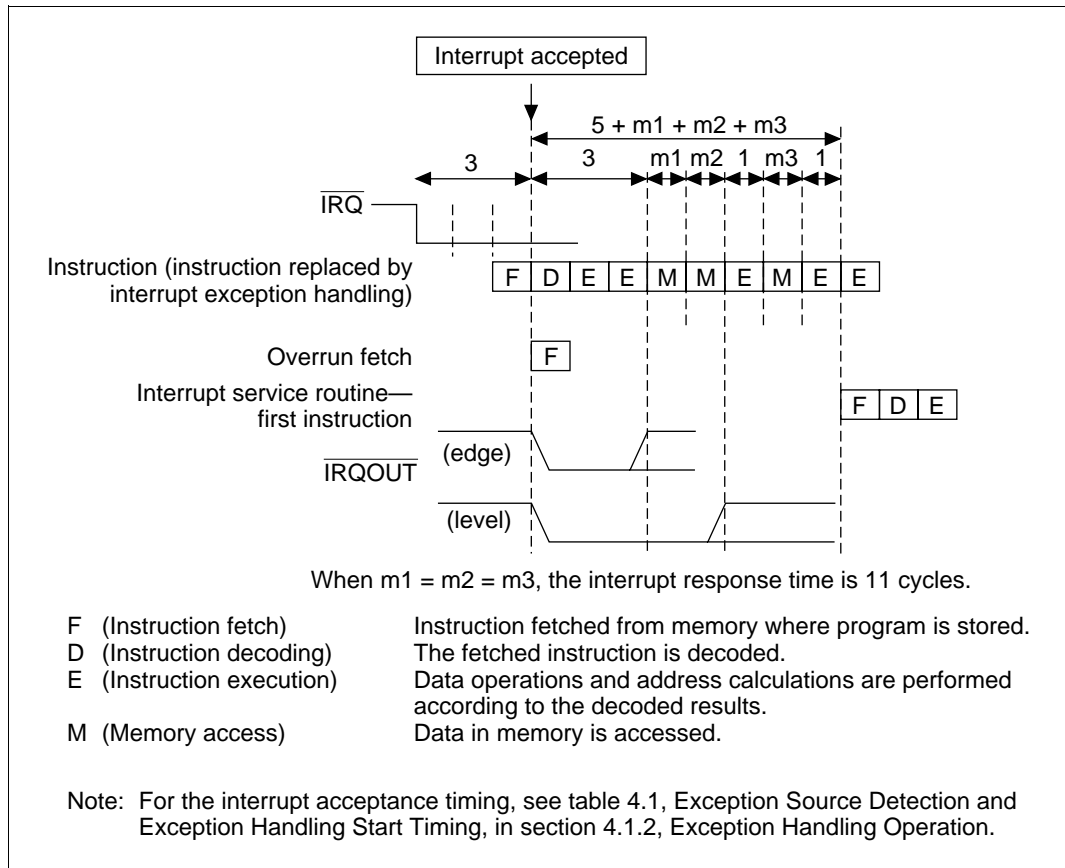 Interrupt accepted
5 + m1 + m2 + m3
3 3 m1 m2 1 m3 1
IRQ
Instruction (instruction replaced by
interrupt exception handling)
F D E E M M E M E E
Overrun fetch
F
Interrupt service routine—
first instruction
F D E
(edge)
IRQOUT
(level)
When m1 = m2 = m3, the interrupt response time is 11 cycles.
F (Instruction fetch) Instruction fetched from memory where program is stored.
D (Instruction decoding) The fetched instruction is decoded.
E (Instruction execution) Data operations and address calculations are performed
according to the decoded results.
M (Memory access) Data in memory is accessed.
Note: For the interrupt acceptance timing, see table 4.1, Exception Source Detection and
Exception Handling Start Timing, in section 4.1.2, Exception Handling Operation.